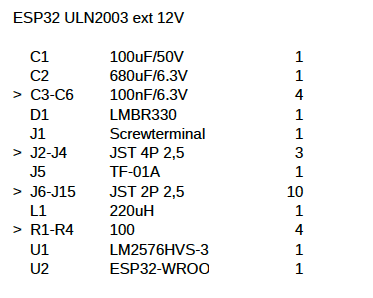 ESP32 ULN2003 ext 12V
C1 100uF/50V 1
C2 680uF/6.3V 1
> C3-C6 100nF/6.3V 4
D1 LMBR330 1
J1 Screwterminal 1
> J2-J4 JST 4P 2,5 3
J5 TF-01A 1
> J6-J15 JST 2P 2,5 10
L1 220uH 1
> R1-R4 100 4
U1 LM2576HVS-3 1
U2 ESP32-WROO 1